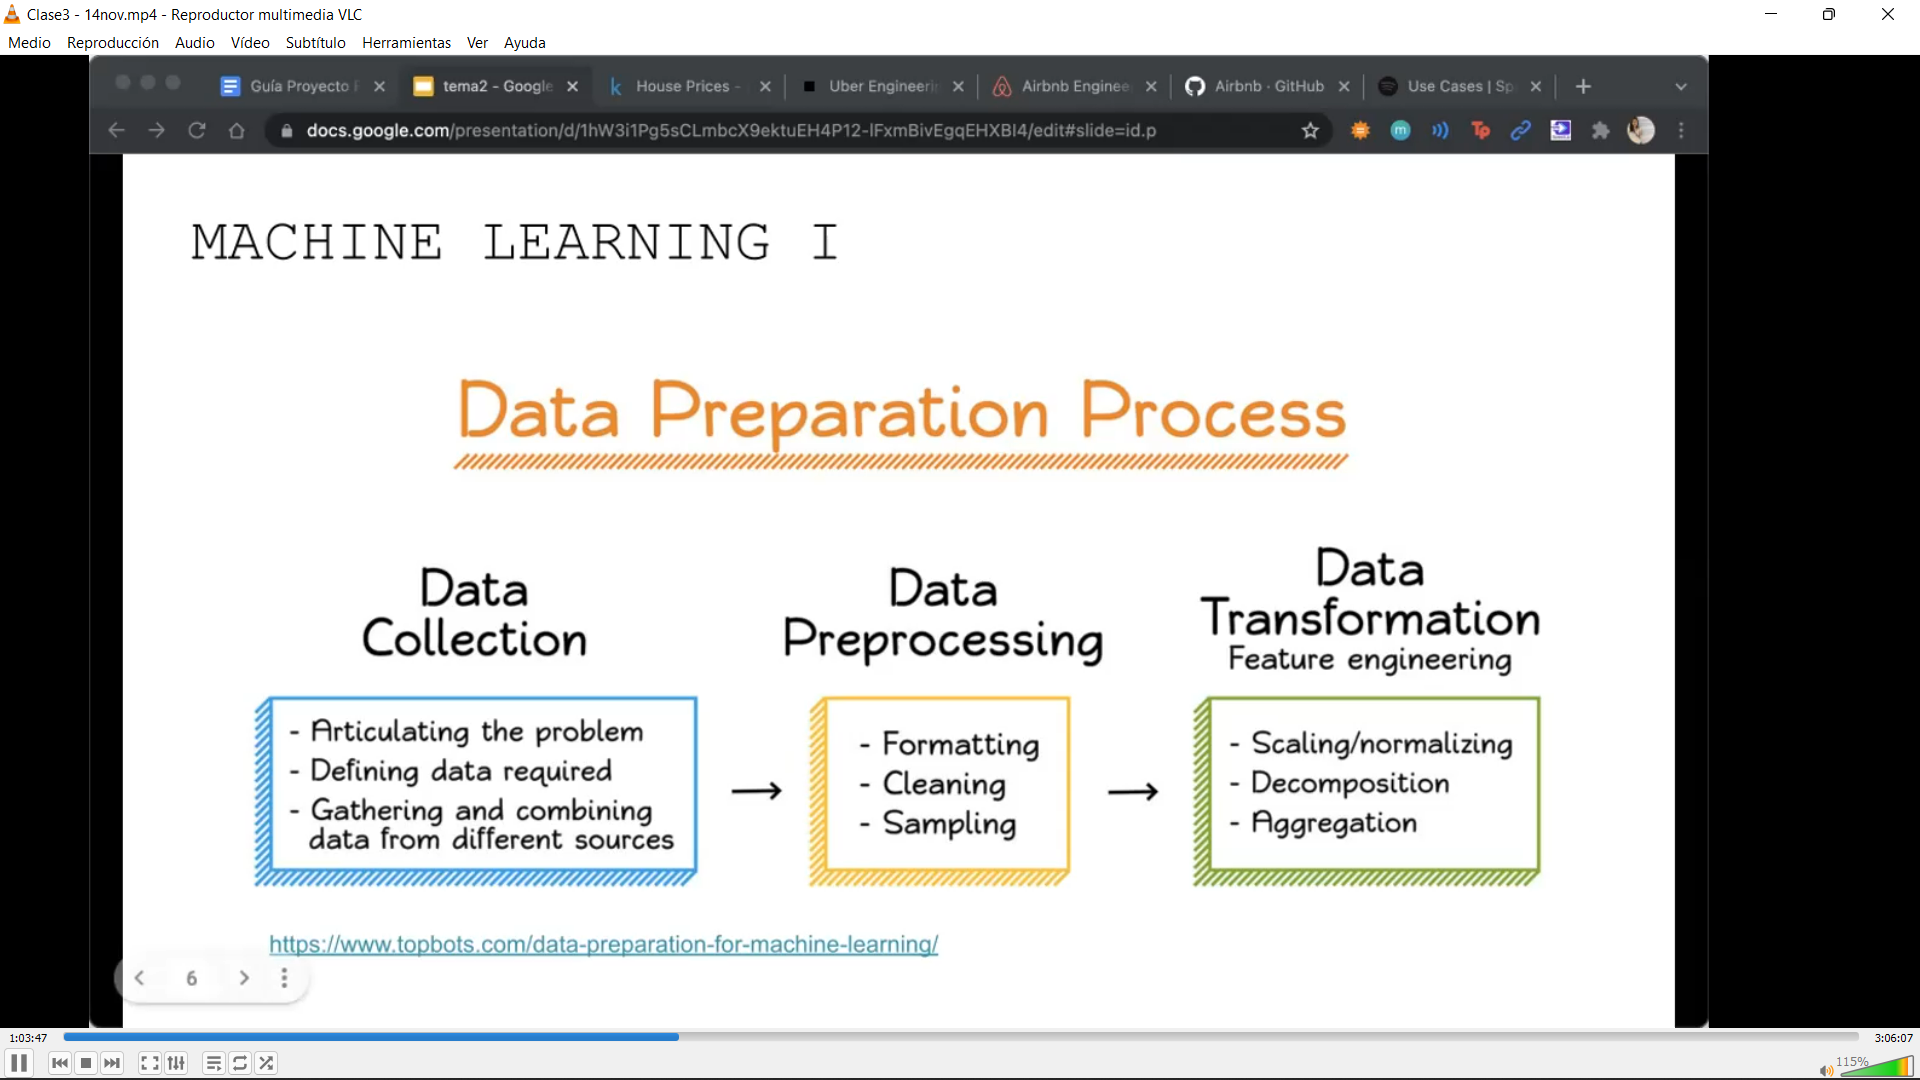 Clase3 - 14nov.mp4 - Reproductor multimedia VLC
Medio Reproducción Audio Vídeo Subtítulo Herramientas Ver Ayuda
Guía Proyecto tema2 - Google House Prices - Uber Engineeri Airbnb Enginee Airbnb · GitHub Use Cases | Sp
docs.google.com/presentation/d/1hW3i1Pg5sCLmbcX9ektuEH4P12-lFxmBivEgqEHXBI4/edit#slide=id.p
MACHINE LEARNING I
Data Preparation Process
Data
Collection
- Articulating the problem
- Defining data required
- Gathering and combining
data from different sources
Data
Preprocessing
- Formatting
- Cleaning
- Sampling
Data
Transformation
Feature engineering
- Scaling/normalizing
- Decomposition
- Aggregation
https://www.topbots.com/data-preparation-for-machine-learning/
6
1:03:47
3:06:07
115%